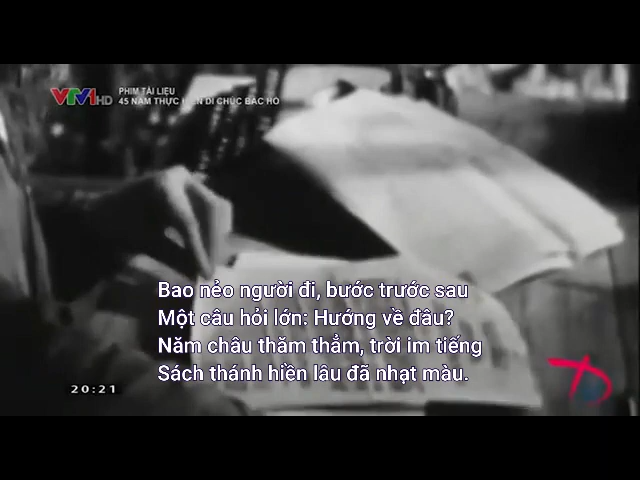 VTV1HD
PHIM TÀI LIỆU
45 NĂM THỰC HIỆN DI CHÚC BÁC HỒ
Bao nẻo người đi, bước trước sau
Một câu hỏi lớn: Hướng về đâu?
Năm châu thăm thẳm, trời im tiếng
Sách thánh hiền lâu đã nhạt màu.
20:21